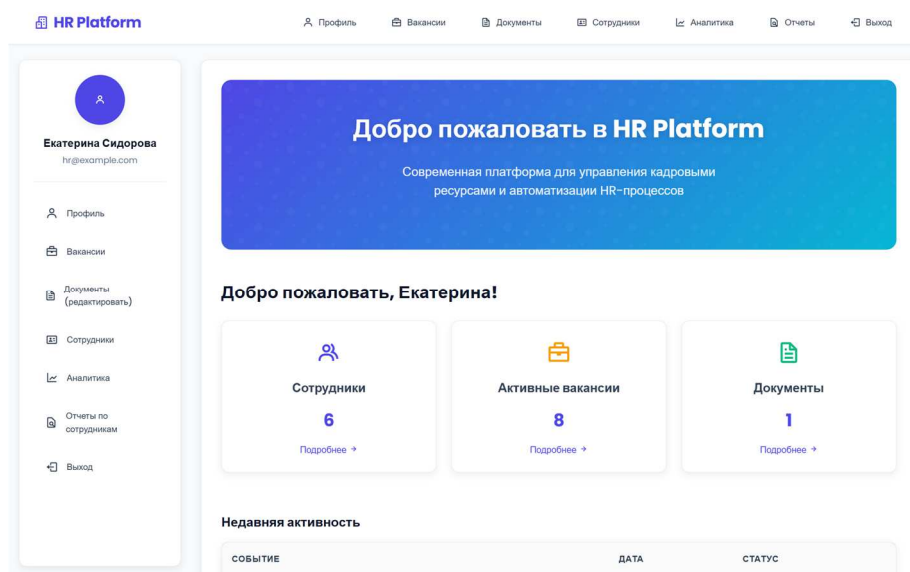 HR Platform
Профиль
Вакансии
Документы
Сотрудники
Аналитика
Отчеты
Выход
Екатерина Сидорова
hr@example.com
Профиль
Вакансии
Документы
(редактировать)
Сотрудники
Аналитика
Отчеты по
сотрудникам
Выход
Добро пожаловать в HR Platform
Современная платформа для управления кадровыми
ресурсами и автоматизации HR-процессов
Добро пожаловать, Екатерина!
Сотрудники
6
Подробнее →
Активные вакансии
8
Подробнее →
Документы
1
Подробнее →
Недавняя активность
СОБЫТИЕ ДАТА СТАТУС